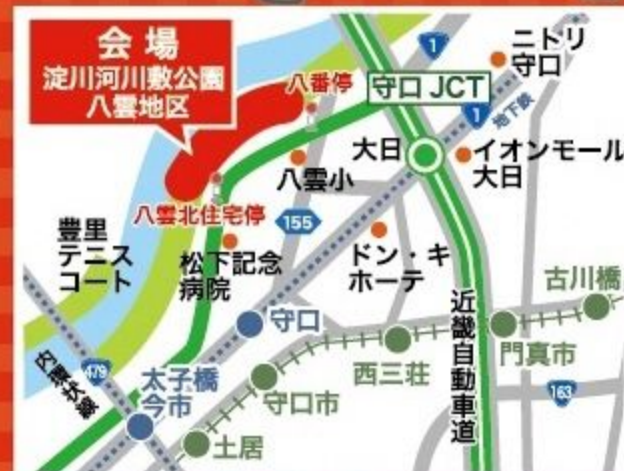 会場
淀川河川敷公園
八雲地区
八番停
守口 JCT
1
ニトリ
守口
1
地下鉄
大日
イオンモール
大日
八雲小
八雲北住宅停
155
豊里
テニス
コート
松下記念
病院
ドン・キ
ホーテ
古川橋
守口
近畿自動車道
門真市
西三荘
内環状線
479
太子橋
今市
守口市
163
土居